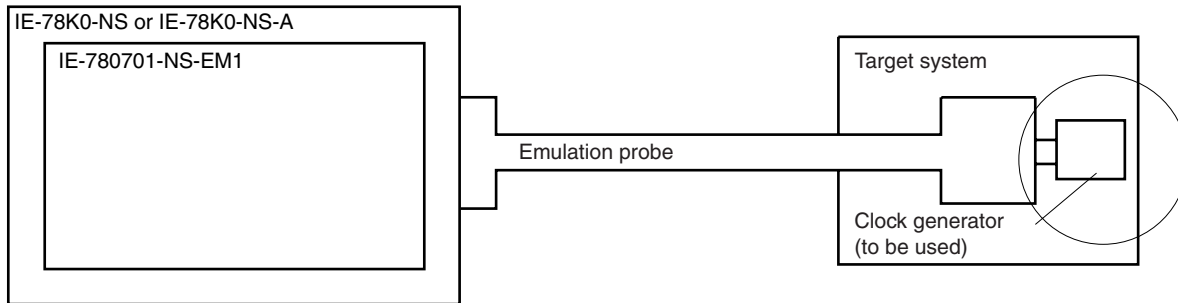 IE-78K0-NS or IE-78K0-NS-A
IE-780701-NS-EM1
Emulation probe
Target system
Clock generator
(to be used)